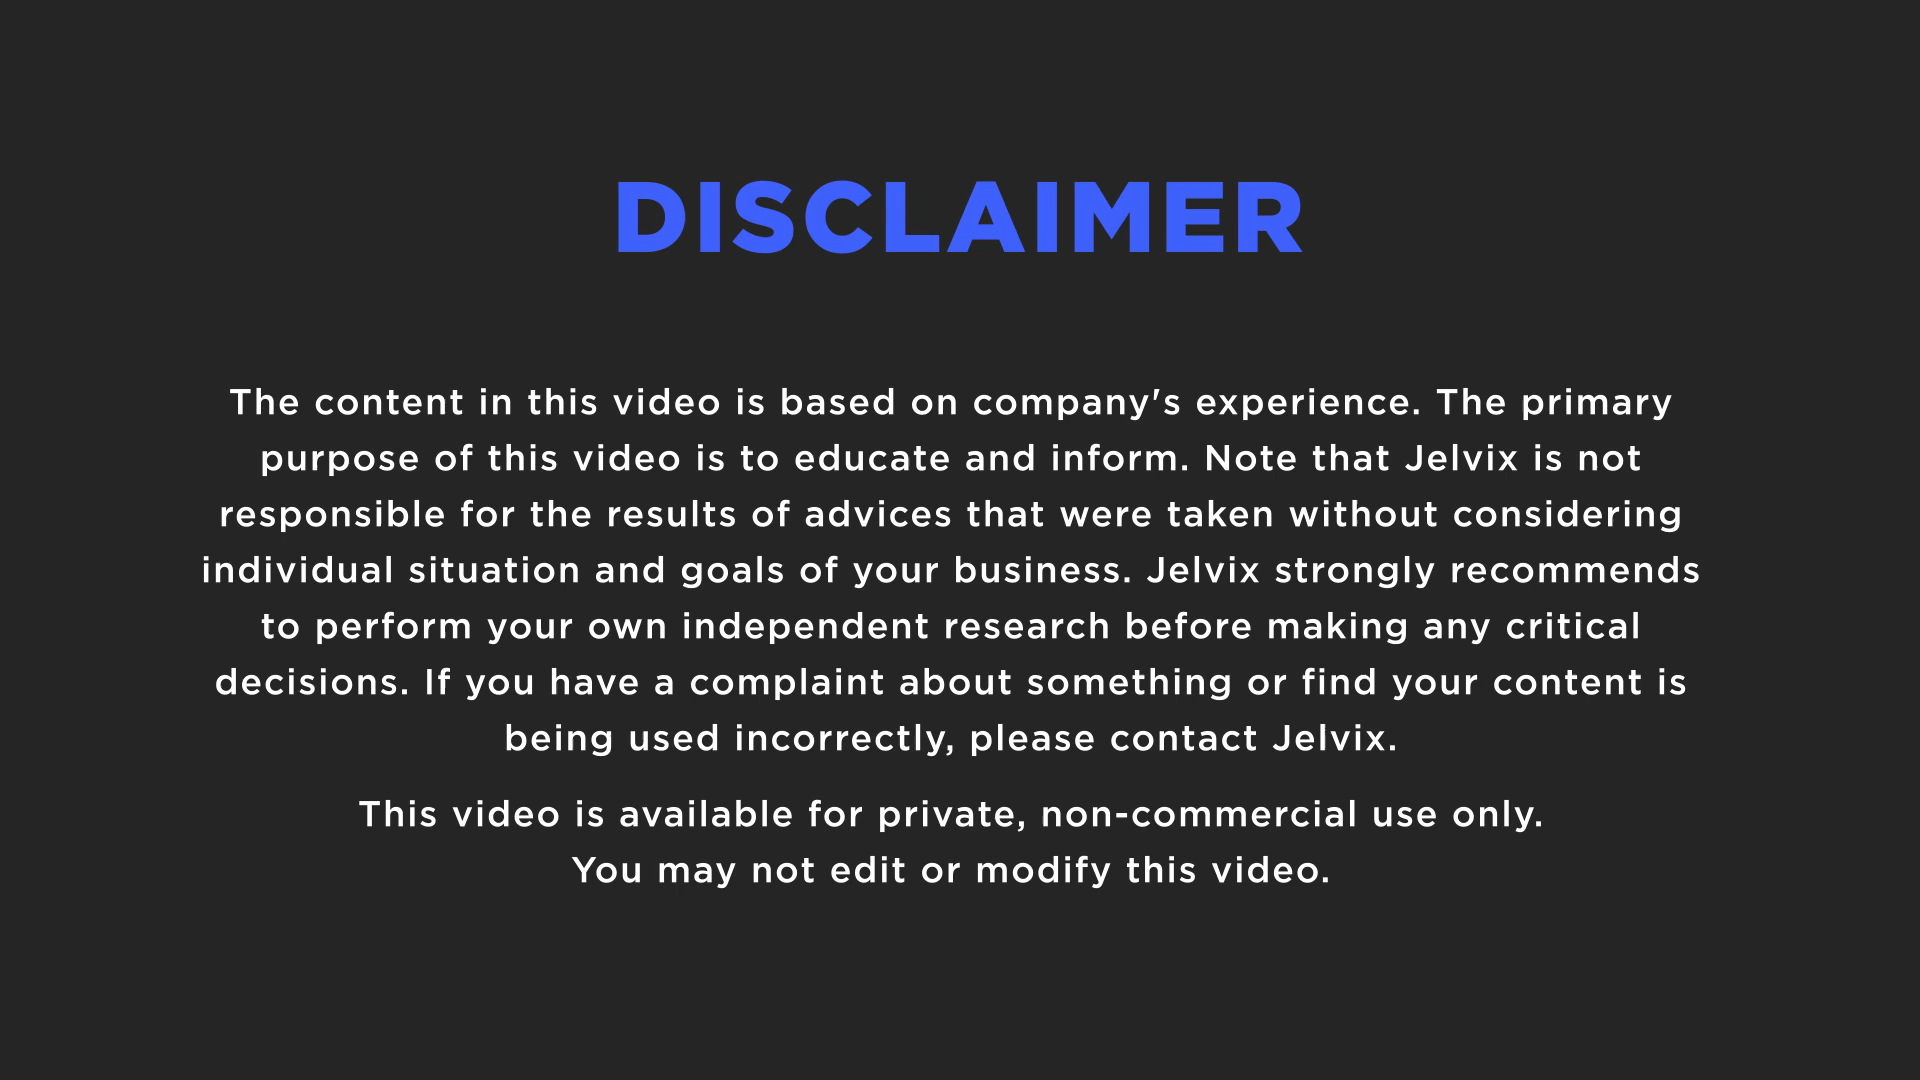 DISCLAIMER
The content in this video is based on company's experience. The primary
purpose of this video is to educate and inform. Note that Jelvix is not
responsible for the results of advices that were taken without considering
individual situation and goals of your business. Jelvix strongly recommends
to perform your own independent research before making any critical
decisions. If you have a complaint about something or find your content is
being used incorrectly, please contact Jelvix.
This video is available for private, non-commercial use only.
You may not edit or modify this video.